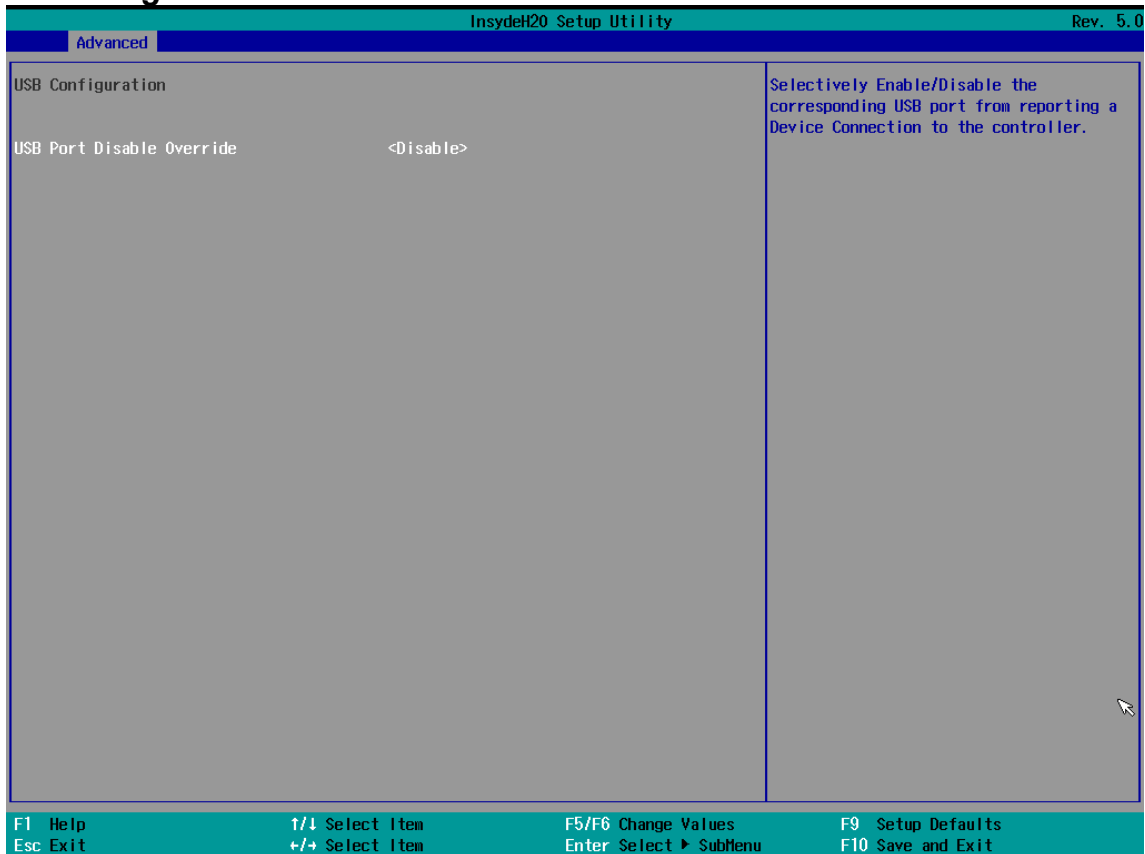 InsydeH20 Setup Utility Rev. 5.0
Advanced
USB Configuration
USB Port Disable Override <Disable>
Selectively Enable/Disable the
corresponding USB port from reporting a
Device Connection to the controller.
F1 Help ↑/↓ Select Item F5/F6 Change Values F9 Setup Defaults
Esc Exit ←/→ Select Item Enter Select ▶ SubMenu F10 Save and Exit